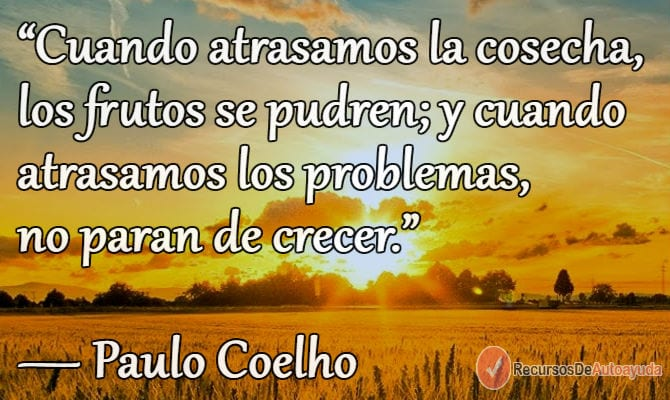 “Cuando atrasamos la cosecha,
los frutos se pudren; y cuando
atrasamos los problemas,
no paran de crecer.”
— Paulo Coelho
RecursosDeAutoayuda